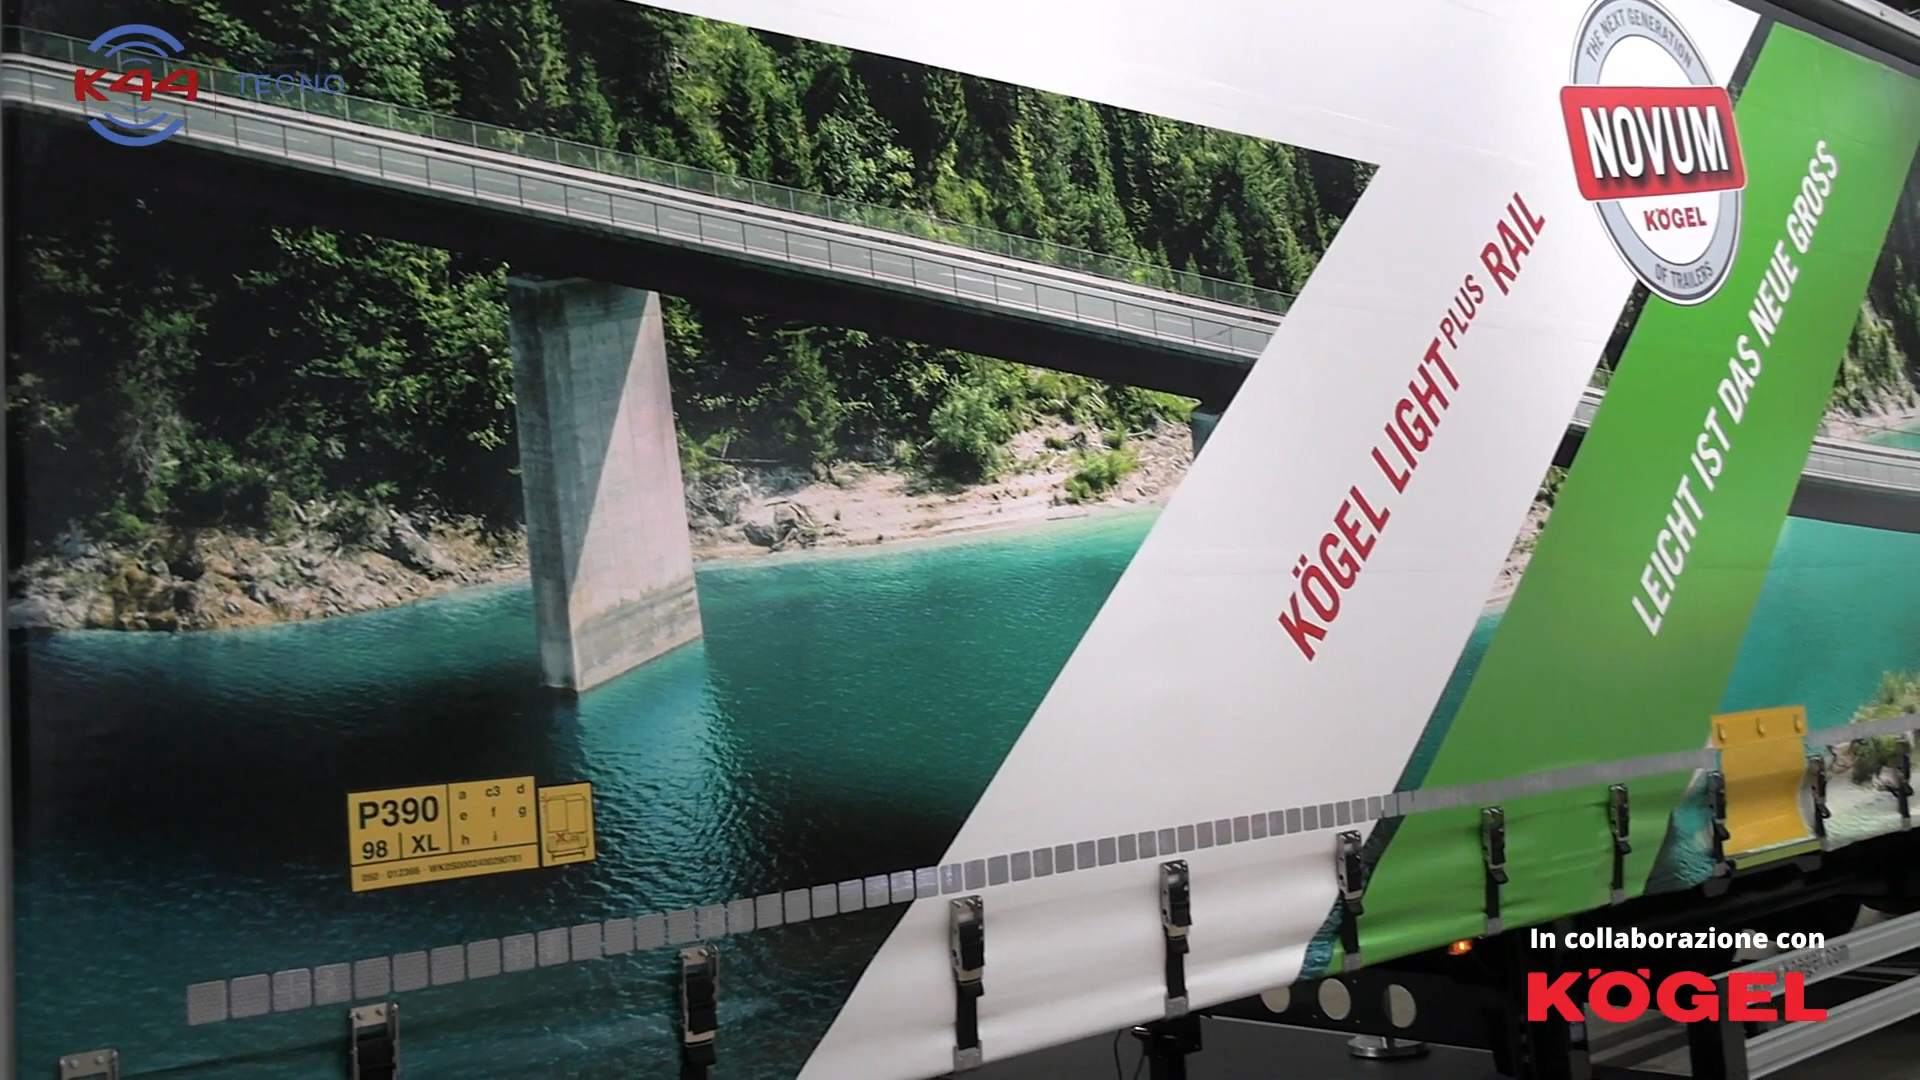 K44 TECNO
THE NEXT GENERATION
NOVUM
KÖGEL
OF TRAILERS
KÖGEL LIGHT PLUS RAIL
LEICHT IST DAS NEUE GROSS
P390
98 XL
a c3 d
e f g
h i
In collaborazione con
KÖGEL